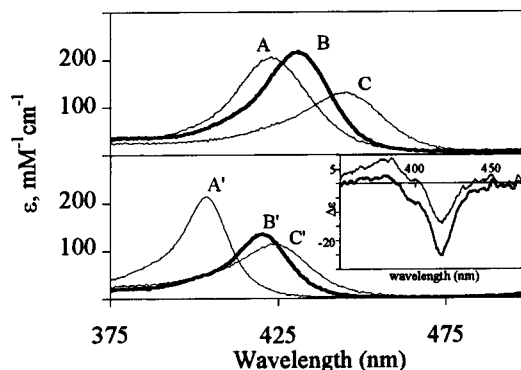 A B C
200
100
ε, mM⁻¹cm⁻¹
A'
B'
C'
200
100
400 450
5
-20
Δε
wavelength (nm)
375 425 475
Wavelength (nm)